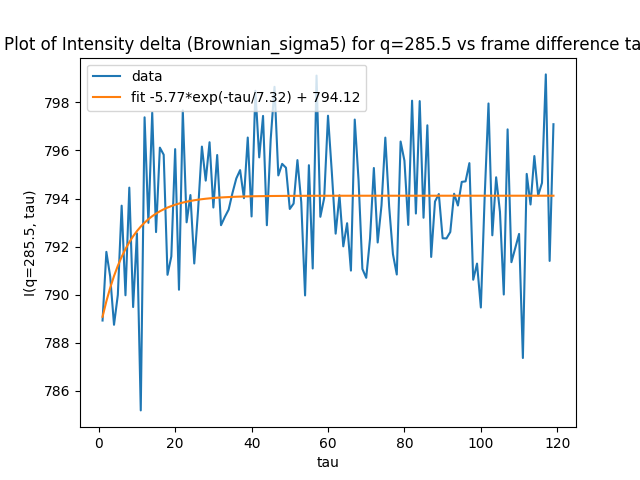 Plot of Intensity delta (Brownian_sigma5) for q=285.5 vs frame difference ta
data
fit -5.77*exp(-tau/7.32) + 794.12
798
796
794
792
790
788
786
I(q=285.5, tau)
0
20
40
60
80
100
120
tau